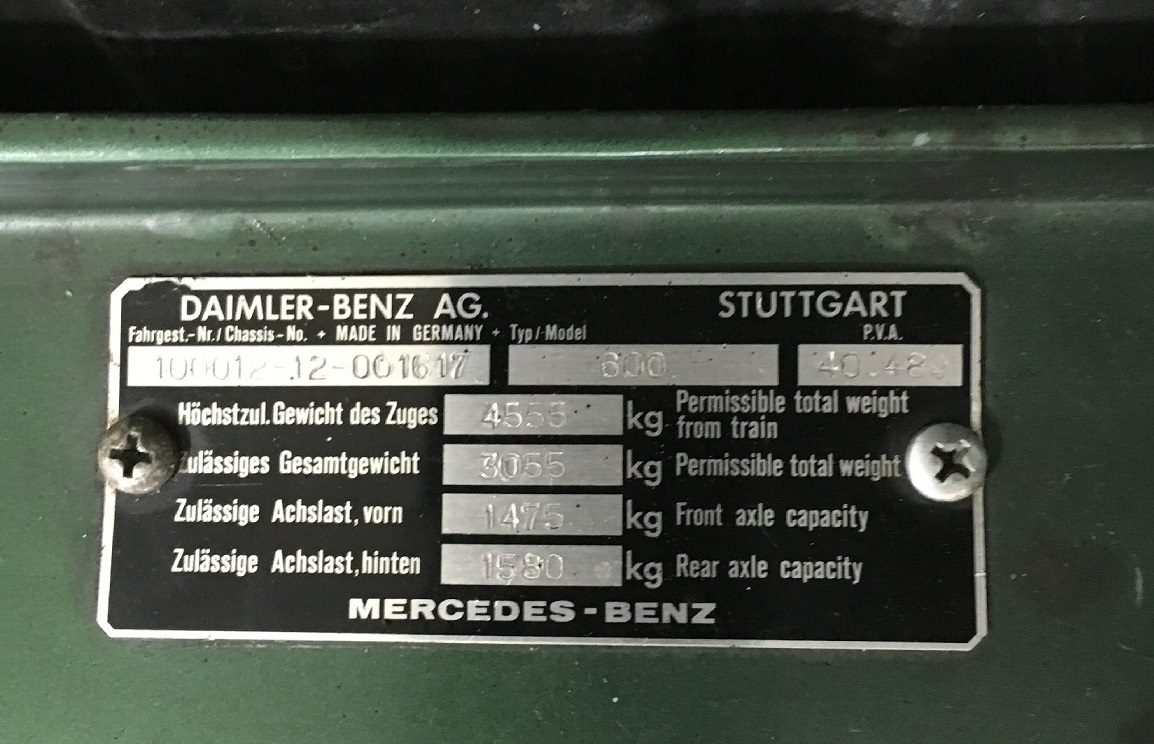 DAIMLER-BENZ AG. STUTTGART
Fahrgest.-Nr./Chassis-No. + MADE IN GERMANY + Typ/Model P.V.A.
100012-12-001617 600
Höchstzul. Gewicht des Zuges 4555 kg Permissible total weight from train
Zulässiges Gesamtgewicht 3055 kg Permissible total weight
Zulässige Achslast, vorn 1475 kg Front axle capacity
Zulässige Achslast, hinten 1580 kg Rear axle capacity
MERCEDES-BENZ